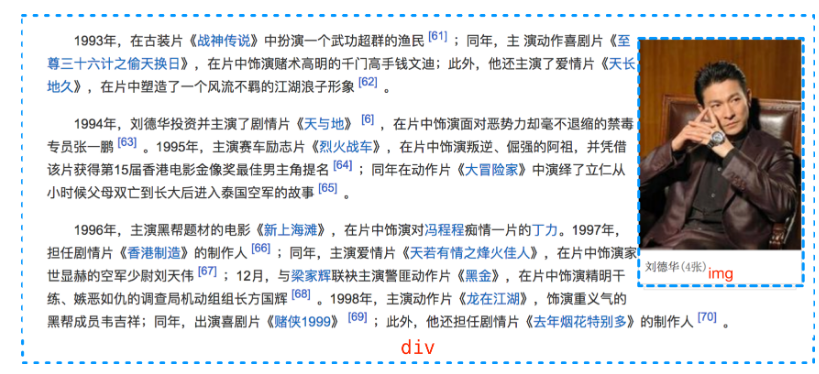 1993年，在古装片《战神传说》中扮演一个武功超群的渔民 [61] ；同年，主 演动作喜剧片《至
尊三十六计之偷天换日》，在片中饰演赌术高明的千门高手钱文迪；此外，他还主演了爱情片《天长
地久》，在片中塑造了一个风流不羁的江湖浪子形象 [62] 。
1994年，刘德华投资并主演了剧情片《天与地》 [6] ，在片中饰演面对恶势力却毫不退缩的禁毒
专员张一鹏 [63] 。1995年，主演赛车励志片《烈火战车》，在片中饰演叛逆、倔强的阿祖，并凭借
该片获得第15届香港电影金像奖最佳男主角提名 [64] ；同年在动作片《大冒险家》中演绎了立仁从
小时候父母双亡到长大后进入泰国空军的故事 [65] 。
1996年，主演黑帮题材的电影《新上海滩》，在片中饰演对冯程程痴情一片的丁力。1997年，
担任剧情片《香港制造》的制作人 [66] ；同年，主演爱情片《天若有情之烽火佳人》，在片中饰演家
世显赫的空军少尉刘天伟 [67] ；12月，与梁家辉联袂主演警匪动作片《黑金》，在片中饰演精明干
练、嫉恶如仇的调查局机动组组长方国辉 [68] 。1998年，主演动作片《龙在江湖》，饰演重义气的
黑帮成员韦吉祥；同年，出演喜剧片《赌侠1999》 [69] ；此外，他还担任剧情片《去年烟花特别多》的制作人 [70] 。
刘德华(4张)
img
div